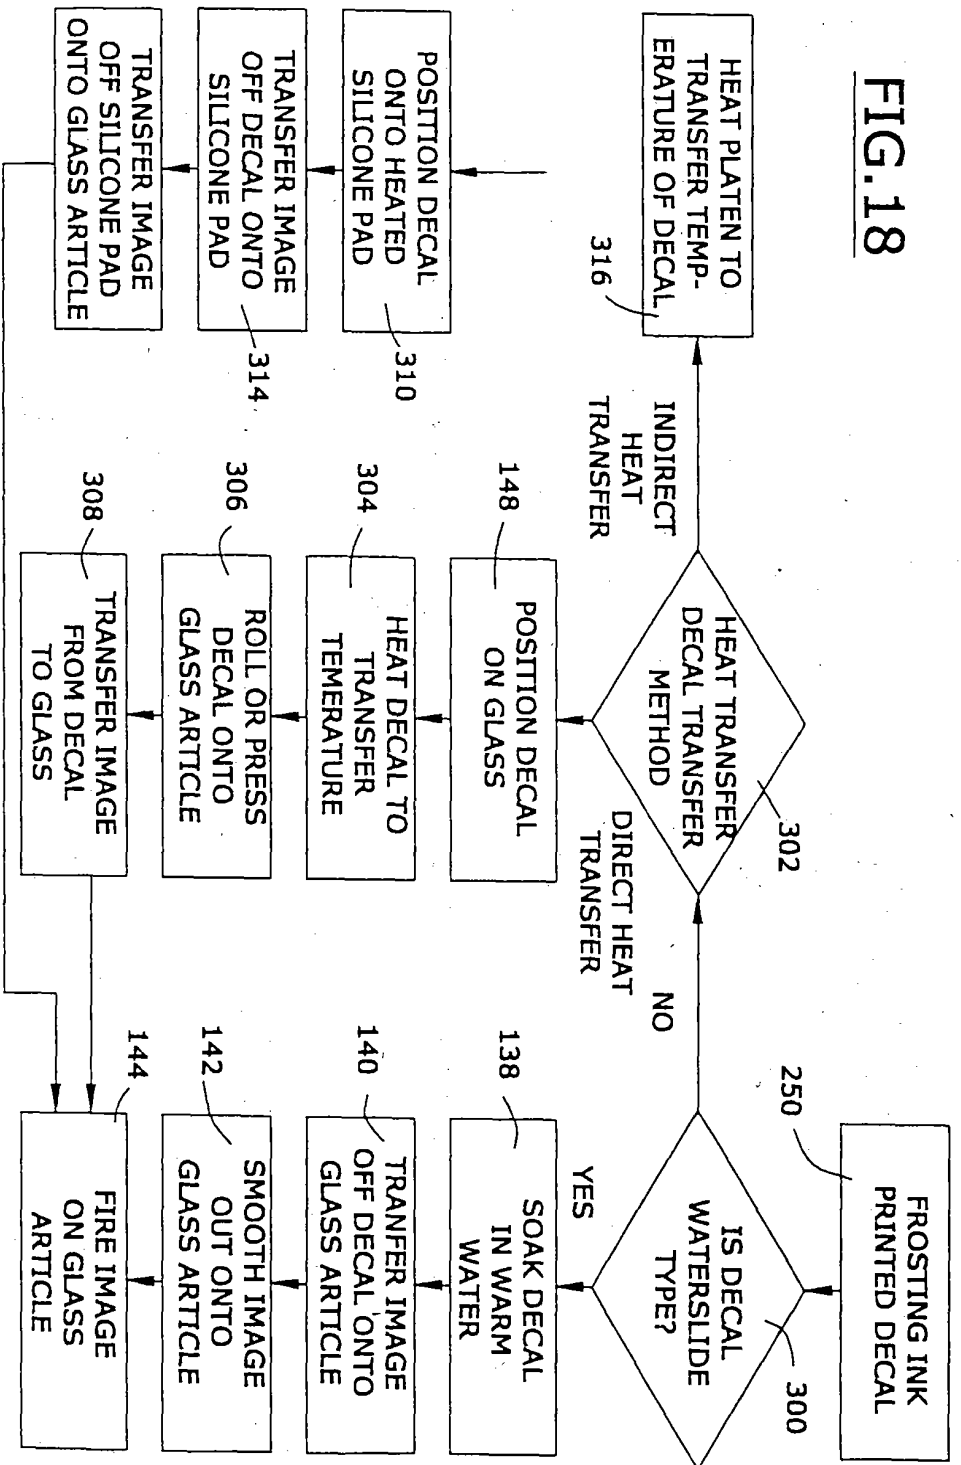 FIG.18
FROSTING INK
PRINTED DECAL
250
IS DECAL
WATERSLIDE
TYPE?
300
YES
NO
SOAK DECAL
IN WARM
WATER
138
TRANFER IMAGE
OFF DECAL ONTO
GLASS ARTICLE
140
SMOOTH IMAGE
OUT ONTO
GLASS ARTICLE
142
FIRE IMAGE
ON GLASS
ARTICLE
144
HEAT TRANSFER
DECAL TRANSFER
METHOD
302
DIRECT HEAT
TRANSFER
INDIRECT
HEAT
TRANSFER
POSITION DECAL
ON GLASS
148
HEAT DECAL TO
TRANSFER
TEMERATURE
304
ROLL OR PRESS
DECAL ONTO
GLASS ARTICLE
306
TRANSFER IMAGE
FROM DECAL
TO GLASS
308
HEAT PLATEN TO
TRANSFER TEMP-
ERATURE OF DECAL
316
POSITION DECAL
ONTO HEATED
SILICONE PAD
310
TRANSFER IMAGE
OFF DECAL ONTO
SILICONE PAD
314
TRANSFER IMAGE
OFF SILICONE PAD
ONTO GLASS ARTICLE